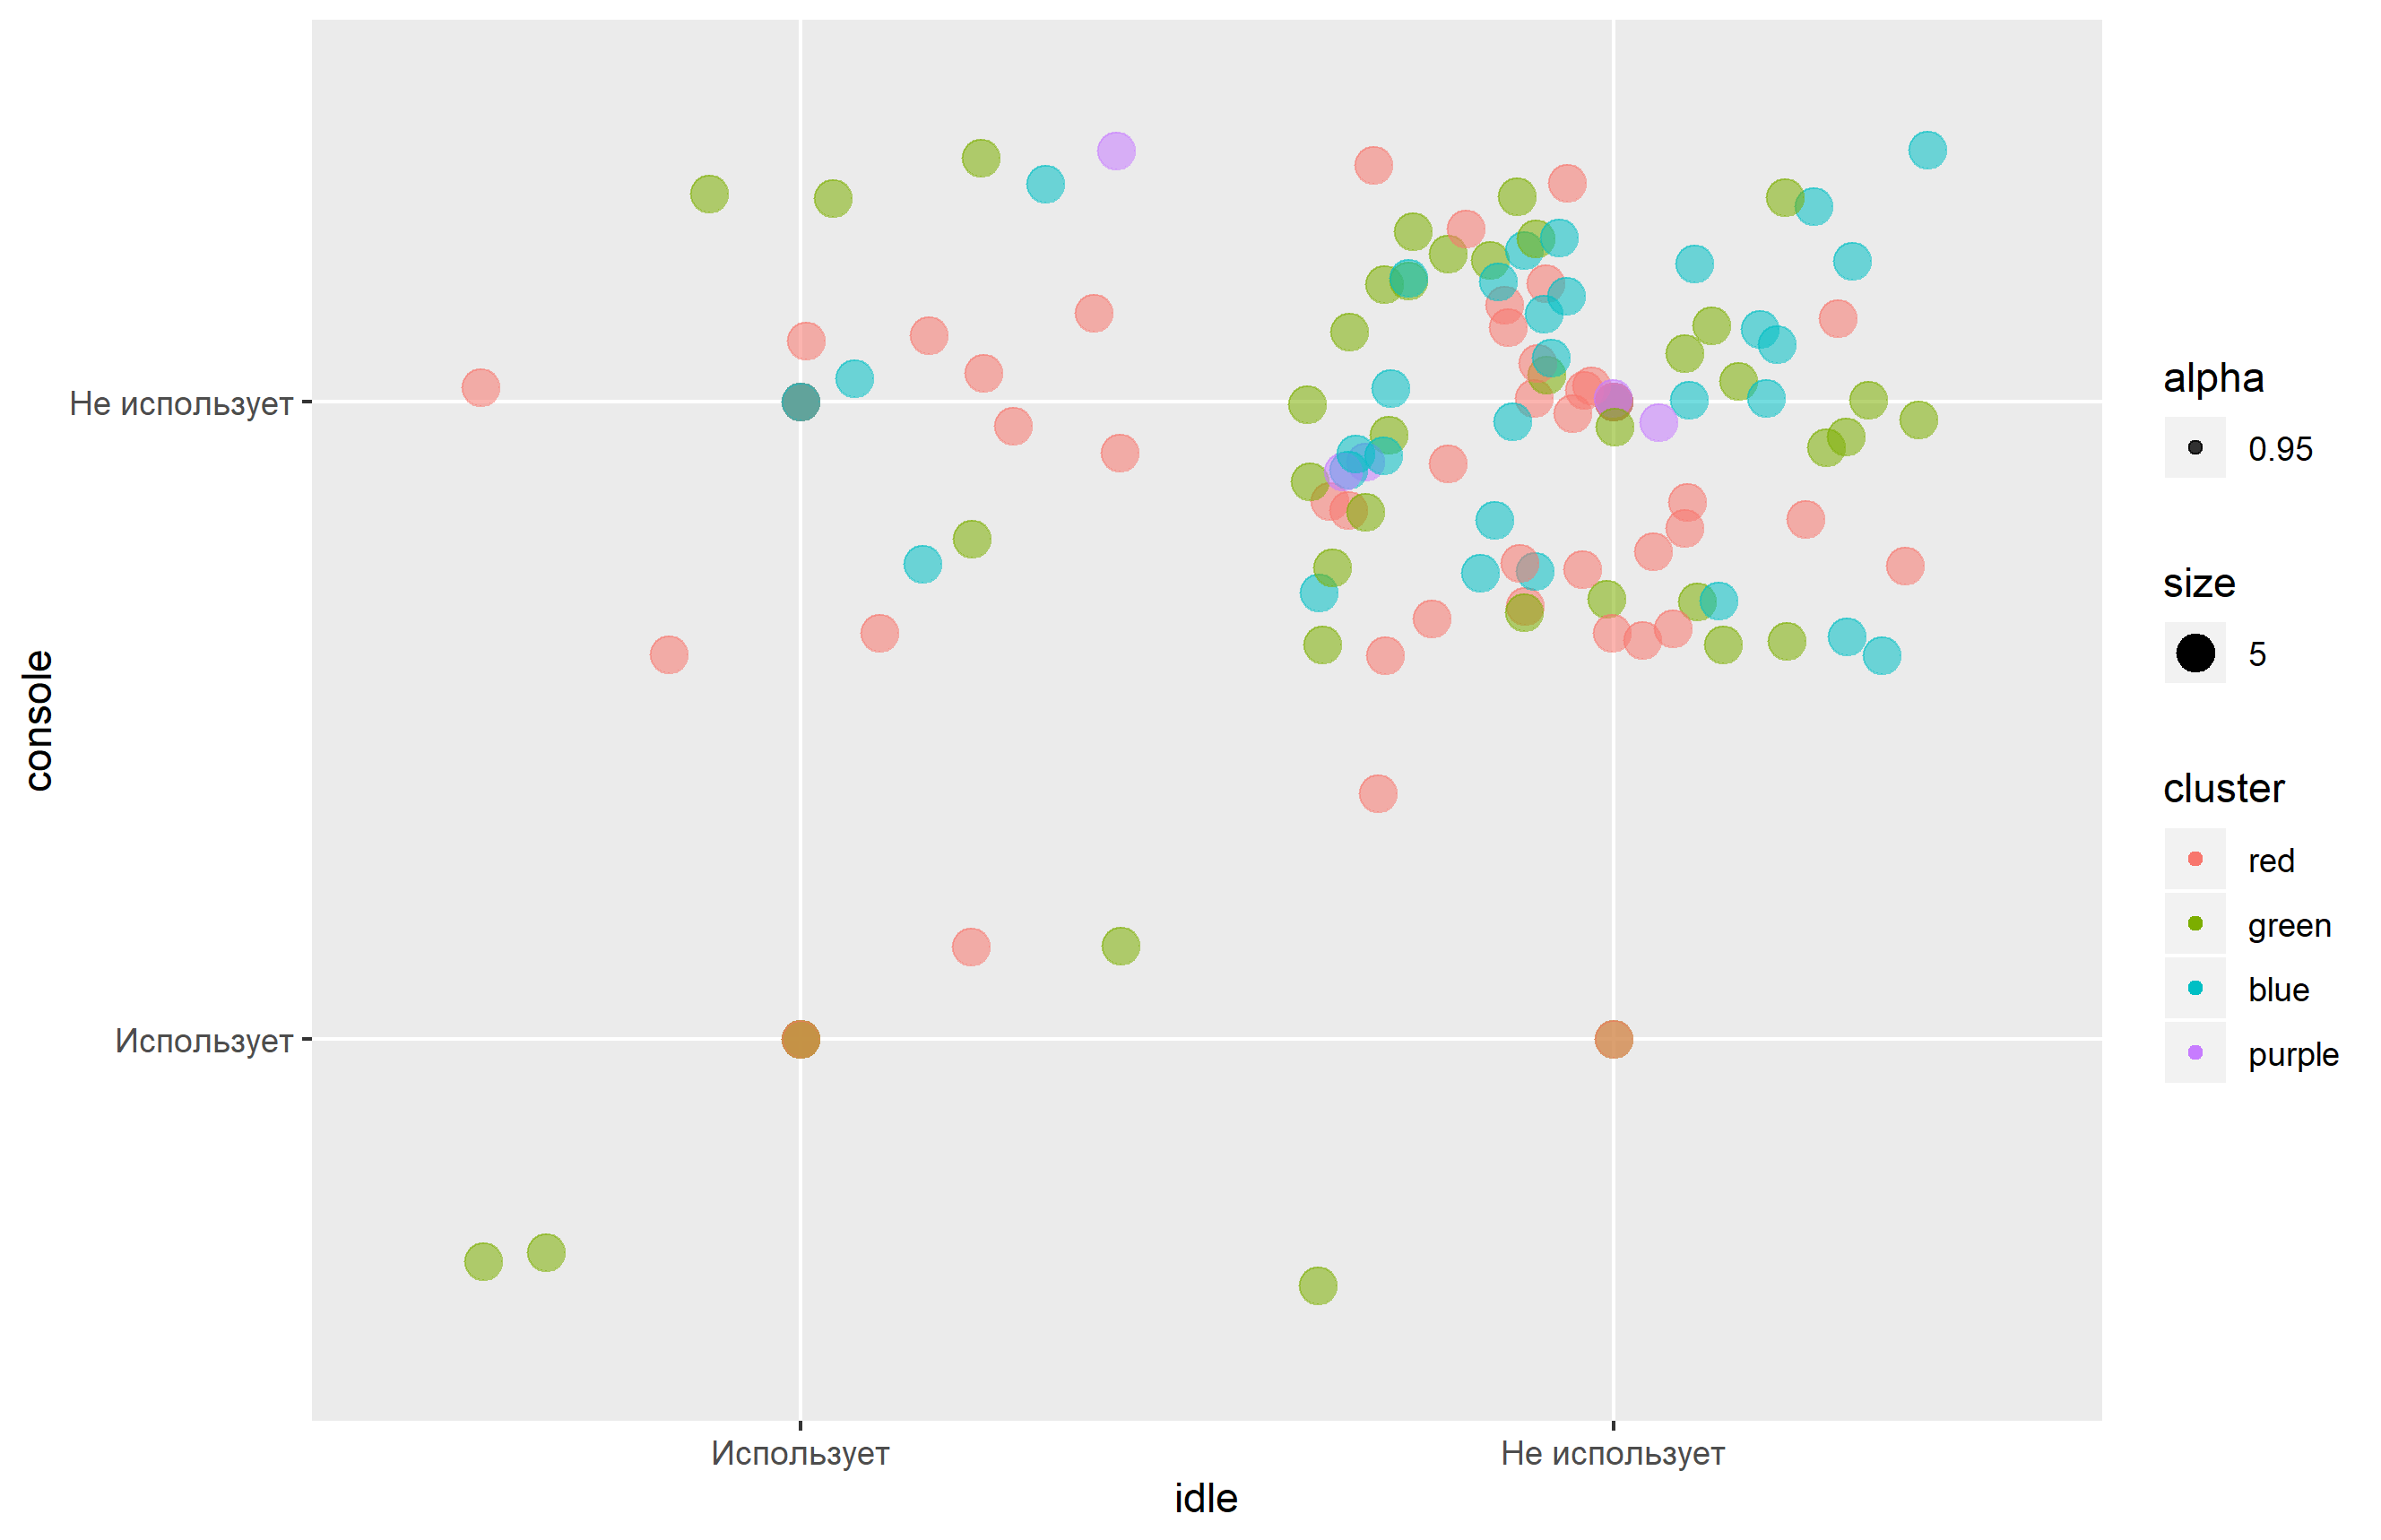 console
Не использует
Использует
Использует
Не использует
idle
alpha
0.95
size
5
cluster
red
green
blue
purple